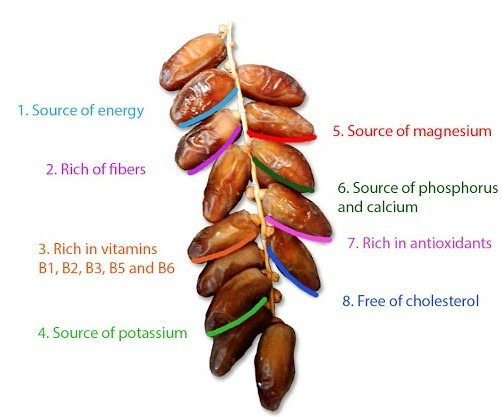 1. Source of energy
2. Rich of fibers
3. Rich in vitamins
B1, B2, B3, B5 and B6
4. Source of potassium
5. Source of magnesium
6. Source of phosphorus
and calcium
7. Rich in antioxidants
8. Free of cholesterol